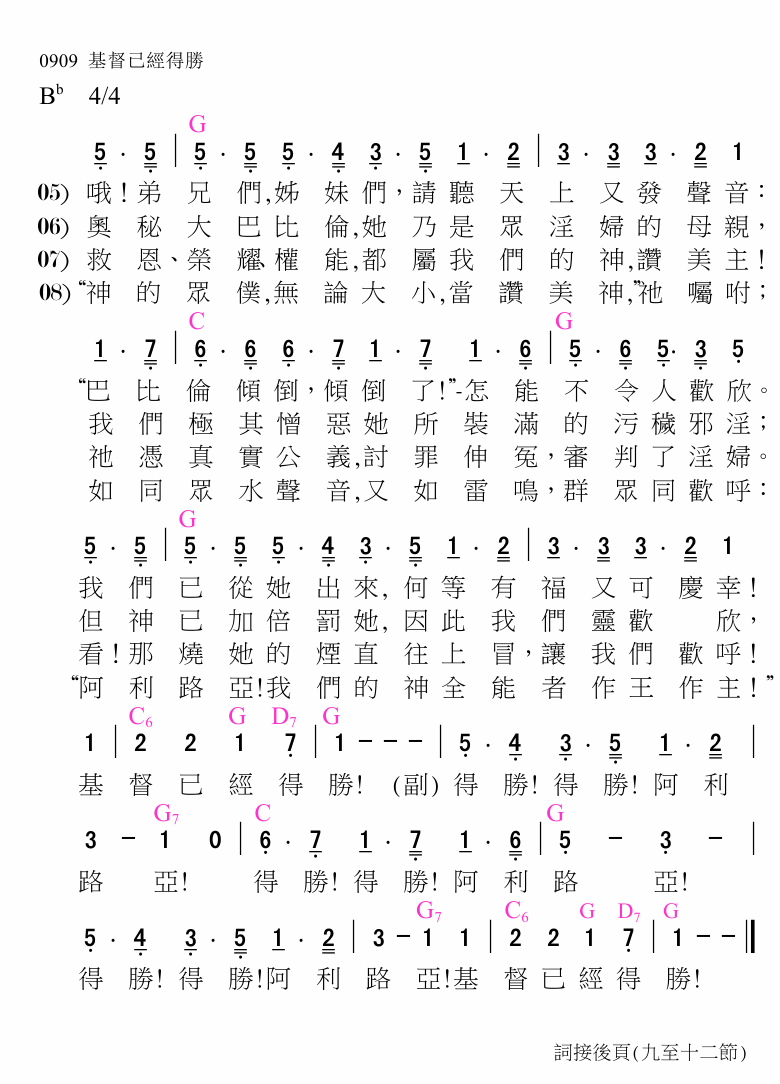 0909 基督已經得勝
Bb 4/4
G
5 · 5 | 5 · 5 5 · 4 3 · 5 1 · 2 | 3 · 3 3 · 2 1
05) 哦!弟兄們,姊妹們,請聽天上又發聲音:
06) 奧秘大巴比倫,她乃是眾淫婦的母親,
07) 救恩、榮耀、權能,都屬我們的神,讚美主!
08) “神的眾僕,無論大小,當讚美神,”祂囑咐;
C G
1 · 7 | 6 · 6 6 · 7 1 · 7 1 · 6 | 5 · 6 5· 3 5
“巴比倫傾倒,傾倒了!”-怎能不令人歡欣。
我們極其憎惡她所裝滿的污穢邪淫;
祂憑真實公義,討罪伸冤,審判了淫婦。
如同眾水聲音,又如雷鳴,群眾同歡呼:
G
5 · 5 | 5 · 5 5 · 4 3 · 5 1 · 2 | 3 · 3 3 · 2 1
我們已從她出來,何等有福又可慶幸!
但神已加倍罰她,因此我們靈歡欣,
看!那燒她的煙直往上冒,讓我們歡呼!
“阿利路亞!我們的神全能者作王作主!”
C6 G D7 G
1 | 2 2 1 7 | 1 - - - | 5 · 4 3 · 5 1 · 2 |
基督已經得勝! (副) 得勝!得勝!阿利
G7 C G
3 - 1 0 | 6 · 7 1 · 7 1 · 6 | 5 - 3 - |
路亞! 得勝!得勝!阿利路亞!
G7 C6 G D7 G
5 · 4 3 · 5 1 · 2 | 3 - 1 1 | 2 2 1 7 | 1 - - ||
得勝!得勝!阿利路亞!基督已經得勝!
詞接後頁(九至十二節)